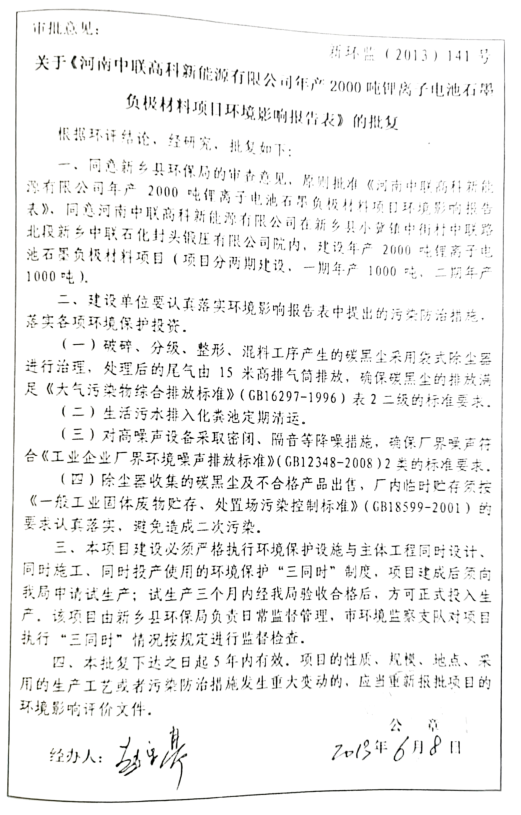 审批意见:
新环监（2013）141号
关于《河南中联高科新能源有限公司年产2000吨锂离子电池石墨
负极材料项目环境影响报告表》的批复
根据环评结论，经研究，批复如下:
一、同意新乡县环保局的审查意见，原则批准《河南中联高科新能
源有限公司年产 2000 吨锂离子电池石墨负极材料项目环境影响报告
表》，同意河南中联高科新能源有限公司在新乡县小冀镇中街村中联路
北段新乡中联石化封头锻压有限公司院内，建设年产 2000 吨锂离子电
池石墨负极材料项目（项目分两期建设，一期年产 1000 吨，二期年产
1000 吨）.
二、建设单位要认真落实环境影响报告表中提出的污染防治措施，
落实各项环境保护投资。
（一）破碎、分级、整形、混料工序产生的碳黑尘采用袋式除尘器
进行治理，处理后的尾气由 15 米高排气筒排放，确保碳黑尘的排放满
足《大气污染物综合排放标准》（GB16297-1996）表2二级的标准要求。
（二）生活污水排入化粪池定期清运。
（三）对高噪声设备采取密闭、隔音等降噪措施，确保厂界噪声符
合《工业企业厂界环境噪声排放标准》（GB12348-2008）2类的标准要求。
（四）除尘器收集的碳黑尘及不合格产品出售，厂内临时贮存须按
《一般工业固体废物贮存、处置场污染控制标准》（GB18599-2001）的
要求认真落实，避免造成二次污染。
三、本项目建设必须严格执行环境保护设施与主体工程同时设计、
同时施工、同时投产使用的环境保护“三同时”制度，项目建成后须向
我局申请试生产；试生产三个月内经我局验收合格后，方可正式投入生
产。该项目由新乡县环保局负责日常监督管理，市环境监察支队对项目
执行“三同时”情况按规定进行监督检查。
四、本批复下达之日起5年内有效。项目的性质、规模、地点、采
用的生产工艺或者污染防治措施发生重大变动的，应当重新报批项目的
环境影响评价文件。
公 章
经办人:
2013年6月8日